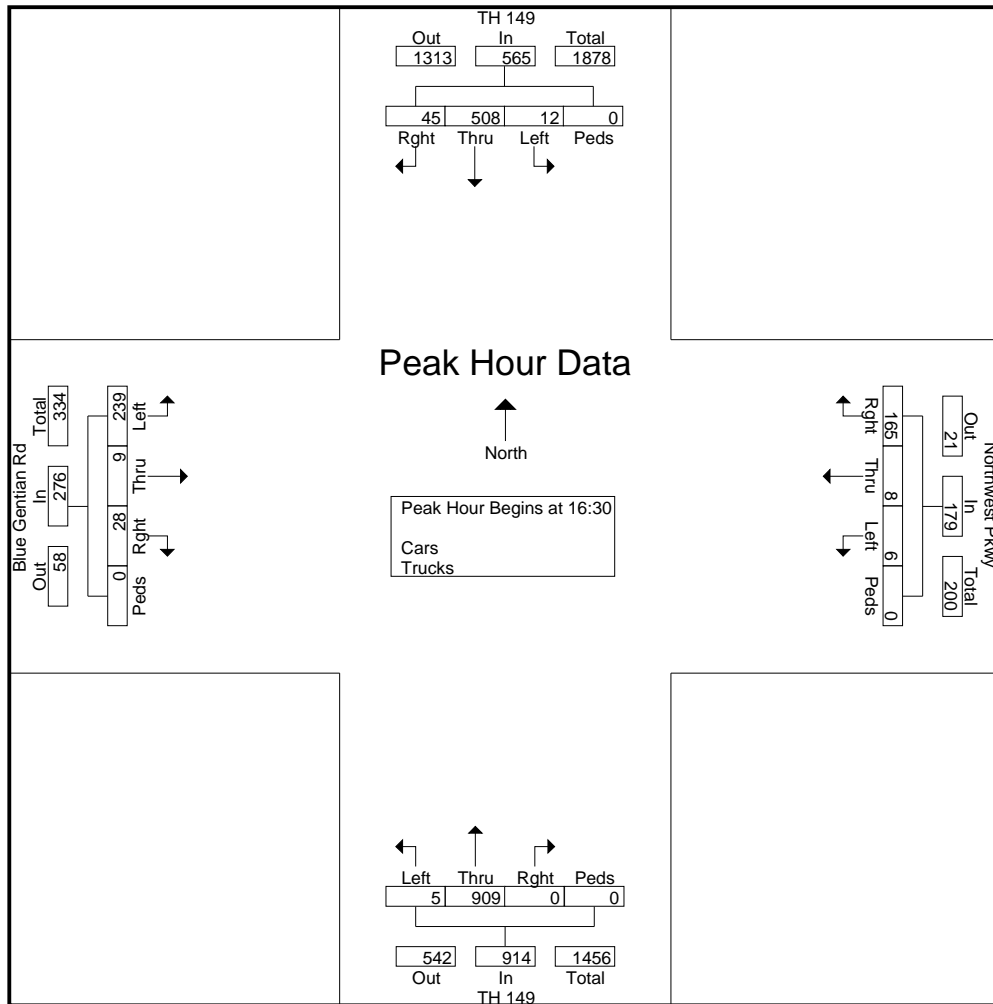 TH 149
Out In Total
1313 565 1878
45 508 12 0
Rght Thru Left Peds
Peak Hour Data
North
Peak Hour Begins at 16:30
Cars
Trucks
Blue Gentian Rd
Out In Total
58 276 334
239 9 28 0
Left Thru Rght Peds
Northwest Pkwy
Out In Total
21 179 200
165 8 6 0
Rght Thru Left Peds
Left Thru Rght Peds
5 909 0 0
542 914 1456
Out In Total
TH 149